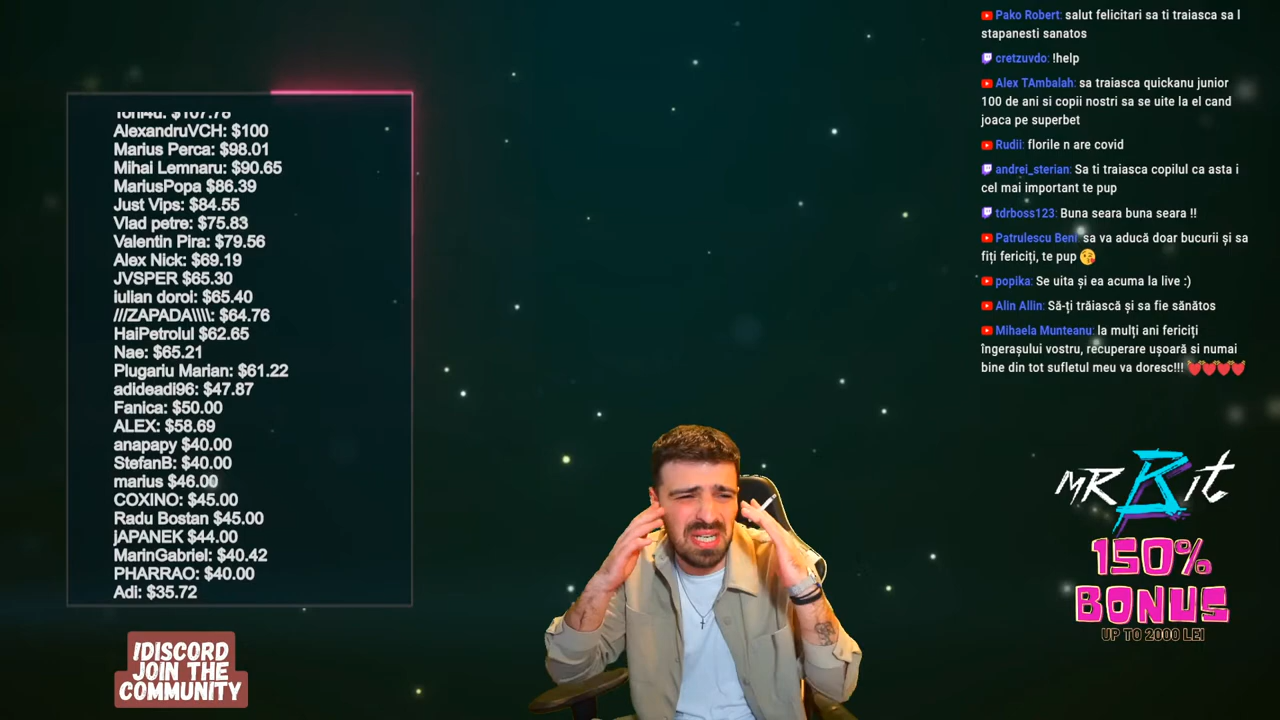 AlexandruVCH: $100
Marius Perca: $98.01
Mihai Lemnaru: $90.65
MariusPopa $86.39
Just Vips: $84.55
Vlad petre: $75.83
Valentin Pira: $79.56
Alex Nick: $69.19
JVSPER $65.30
iulian dorol: $65.40
///ZAPADA\\\\: $64.76
HaiPetrolul $62.65
Nae: $65.21
Plugariu Marian: $61.22
adideadi96: $47.87
Fanica: $50.00
ALEX: $58.69
anapapy $40.00
StefanB: $40.00
marius $46.00
COXINO: $45.00
Radu Bostan $45.00
jAPANEK $44.00
MarinGabriel: $40.42
PHARRAO: $40.00
Adi: $35.72
!DISCORD
JOIN THE
COMMUNITY
Pako Robert: salut felicitari sa ti traiasca sa l
stapanesti sanatos
cretzuvdo: !help
Alex TAmbalah: sa traiasca quickanu junior
100 de ani si copii nostri sa se uite la el cand
joaca pe superbet
Rudii: florile n are covid
andrei_sterian: Sa ti traiasca copilul ca asta i
cel mai important te pup
tdrboss123: Buna seara buna seara !!
Patrulescu Beni: sa va aducă doar bucurii și sa
fiți fericiți, te pup 😘
popika: Se uita și ea acuma la live :)
Alin Allin: Să-ți trăiască și sa fie sănătos
Mihaela Munteanu: la mulți ani fericiți
îngerașului vostru, recuperare ușoară si numai
bine din tot sufletul meu va doresc!!! 💓💓💓💓
MR Bit
150%
BONUS
UP TO 2000 LEI